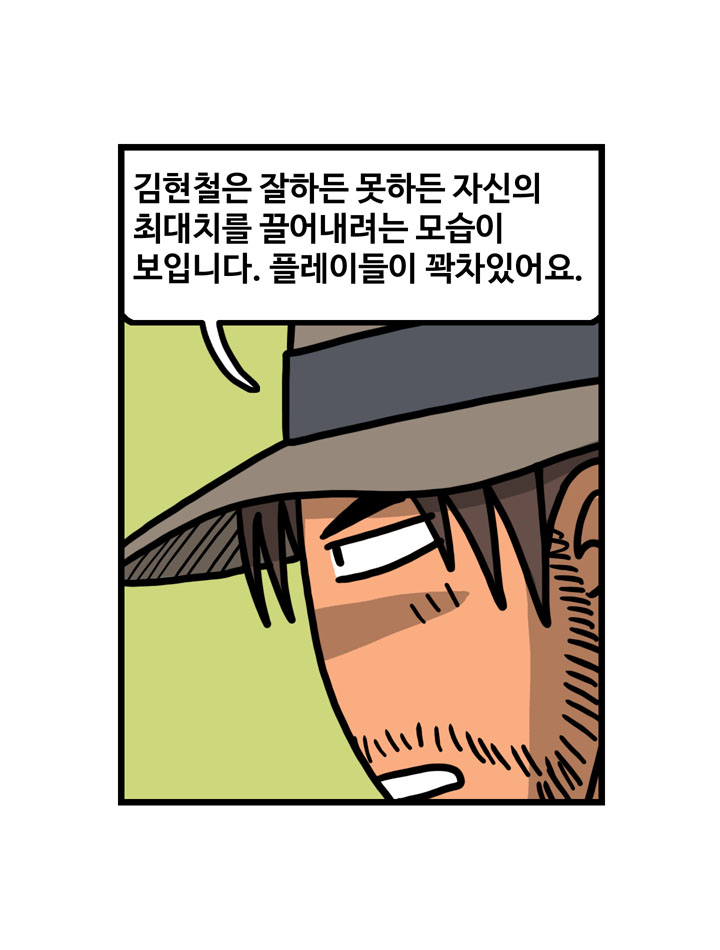 김현철은 잘하든 못하든 자신의
최대치를 끌어내려는 모습이
보입니다. 플레이들이 꽉차있어요.